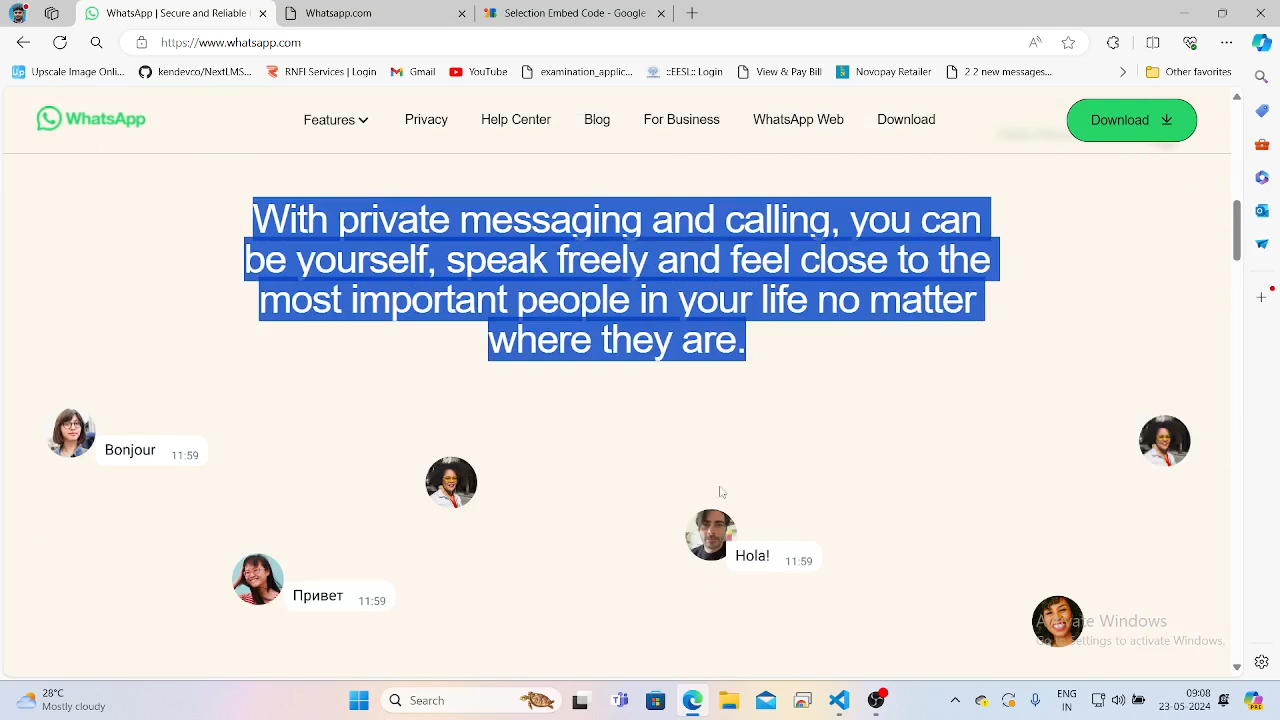 WhatsApp | Secure and Reliable
Whatsapp.com
Selection Embed Code - Google
https://www.whatsapp.com
Upscale Image Onl...
kendevco/NextLMS...
RNFI Services | Login
Gmail
YouTube
examination_applic...
::EESL:: Login
View & Pay Bill
Novopay Retailer
2 2 new messages...
Other favorites
WhatsApp
Features
Privacy
Help Center
Blog
For Business
WhatsApp Web
Download
Download
With private messaging and calling, you can
be yourself, speak freely and feel close to the
most important people in your life no matter
where they are.
Bonjour 11:59
Hola! 11:59
Привет 11:59
Activate Windows
Go to Settings to activate Windows.
28°C
Mostly cloudy
Search
ENG
IN
09:08
23-05-2024